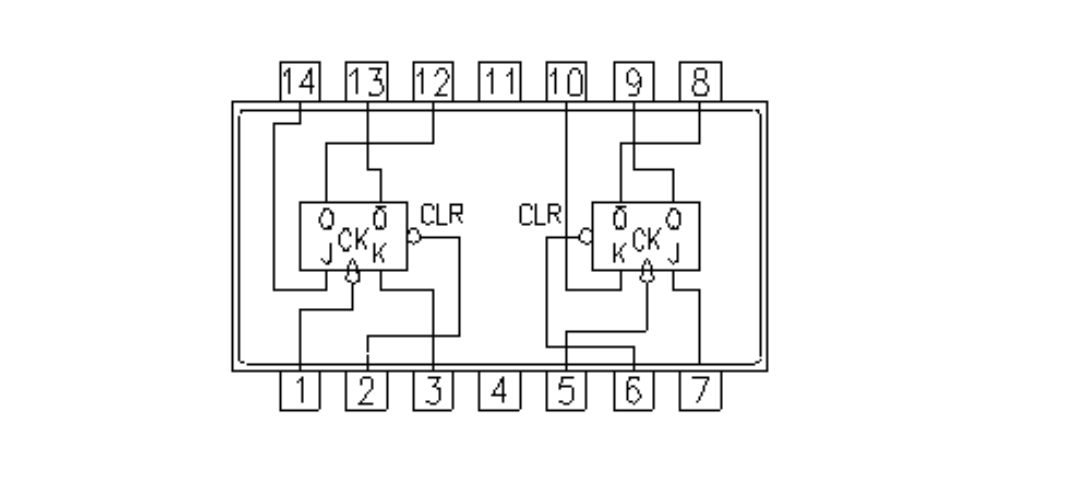 14 13 12 11 10 9 8
CLR CLR
Q Q̅ Q̅ Q
CK CK
J K K J
1 2 3 4 5 6 7